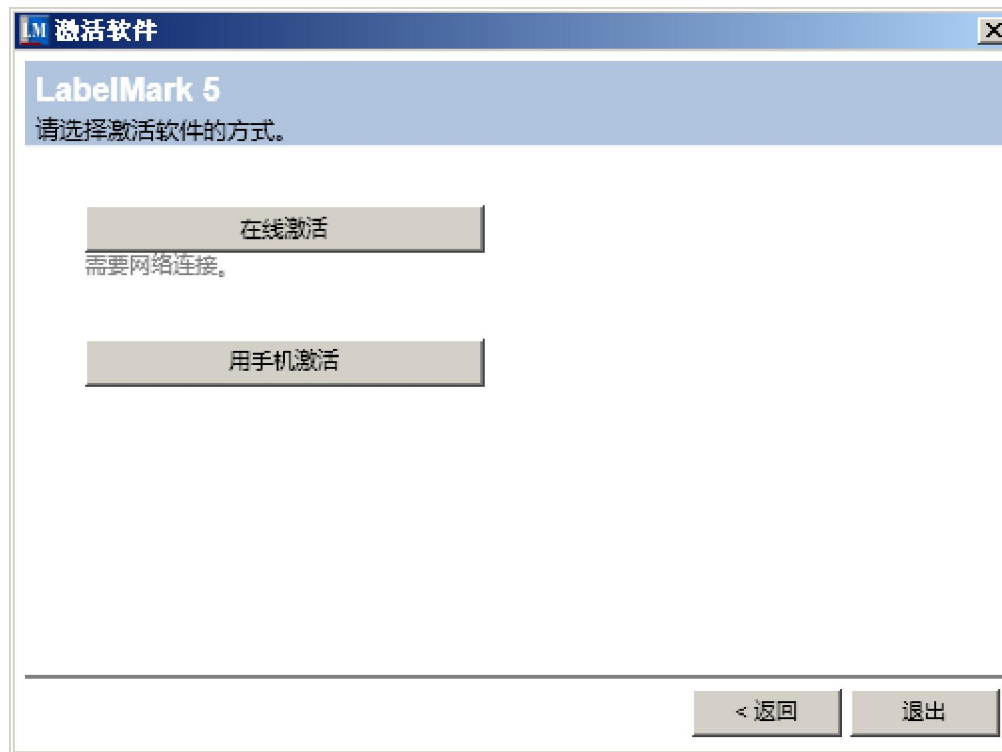 LM 激活软件
LabelMark 5
请选择激活软件的方式。
在线激活
需要网络连接。
用手机激活
< 返回
退出